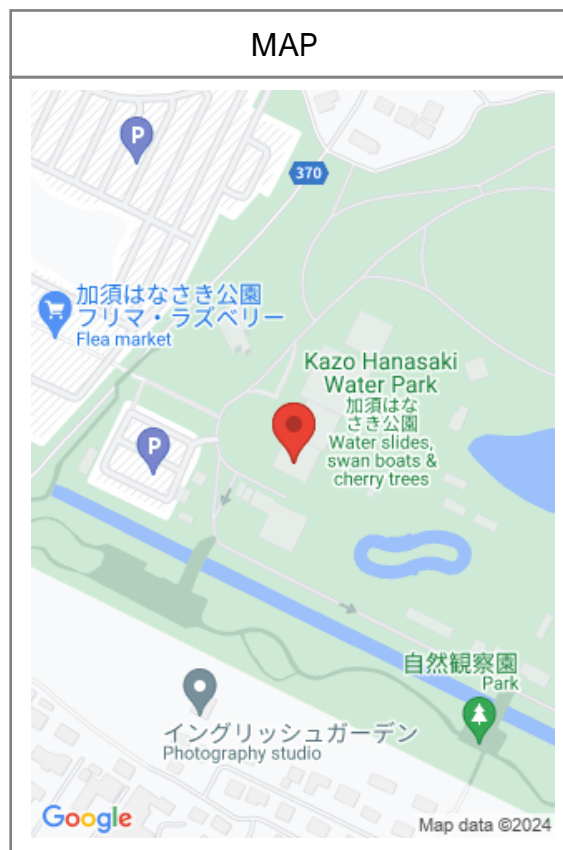 MAP
P
370
加須はなさき公園
フリマ・ラズベリー
Flea market
Kazo Hanasaki
Water Park
加須はな
さき公園
Water slides,
swan boats &
cherry trees
P
自然観察園
Park
イングリッシュガーデン
Photography studio
Google
Map data ©2024